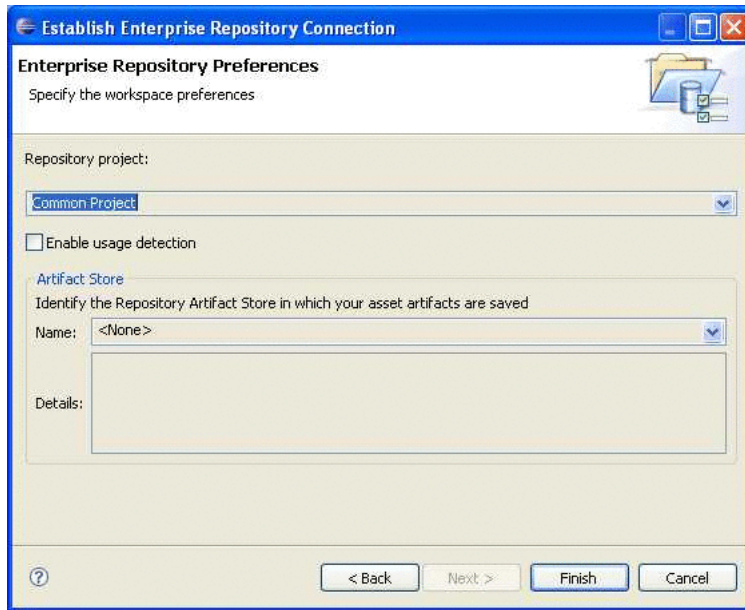 Establish Enterprise Repository Connection
Enterprise Repository Preferences
Specify the workspace preferences
Repository project:
Common Project
Enable usage detection
Artifact Store
Identify the Repository Artifact Store in which your asset artifacts are saved
Name: <None>
Details:
? < Back Next > Finish Cancel